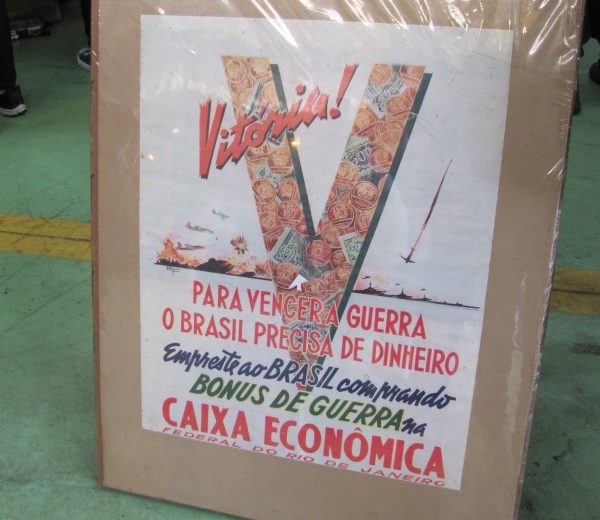 Vitória!
PARA VENCER A GUERRA
O BRASIL PRECISA DE DINHEIRO
Empreste ao BRASIL comprando
BONUS DE GUERRA na
CAIXA ECONÔMICA
FEDERAL DO RIO DE JANEIRO